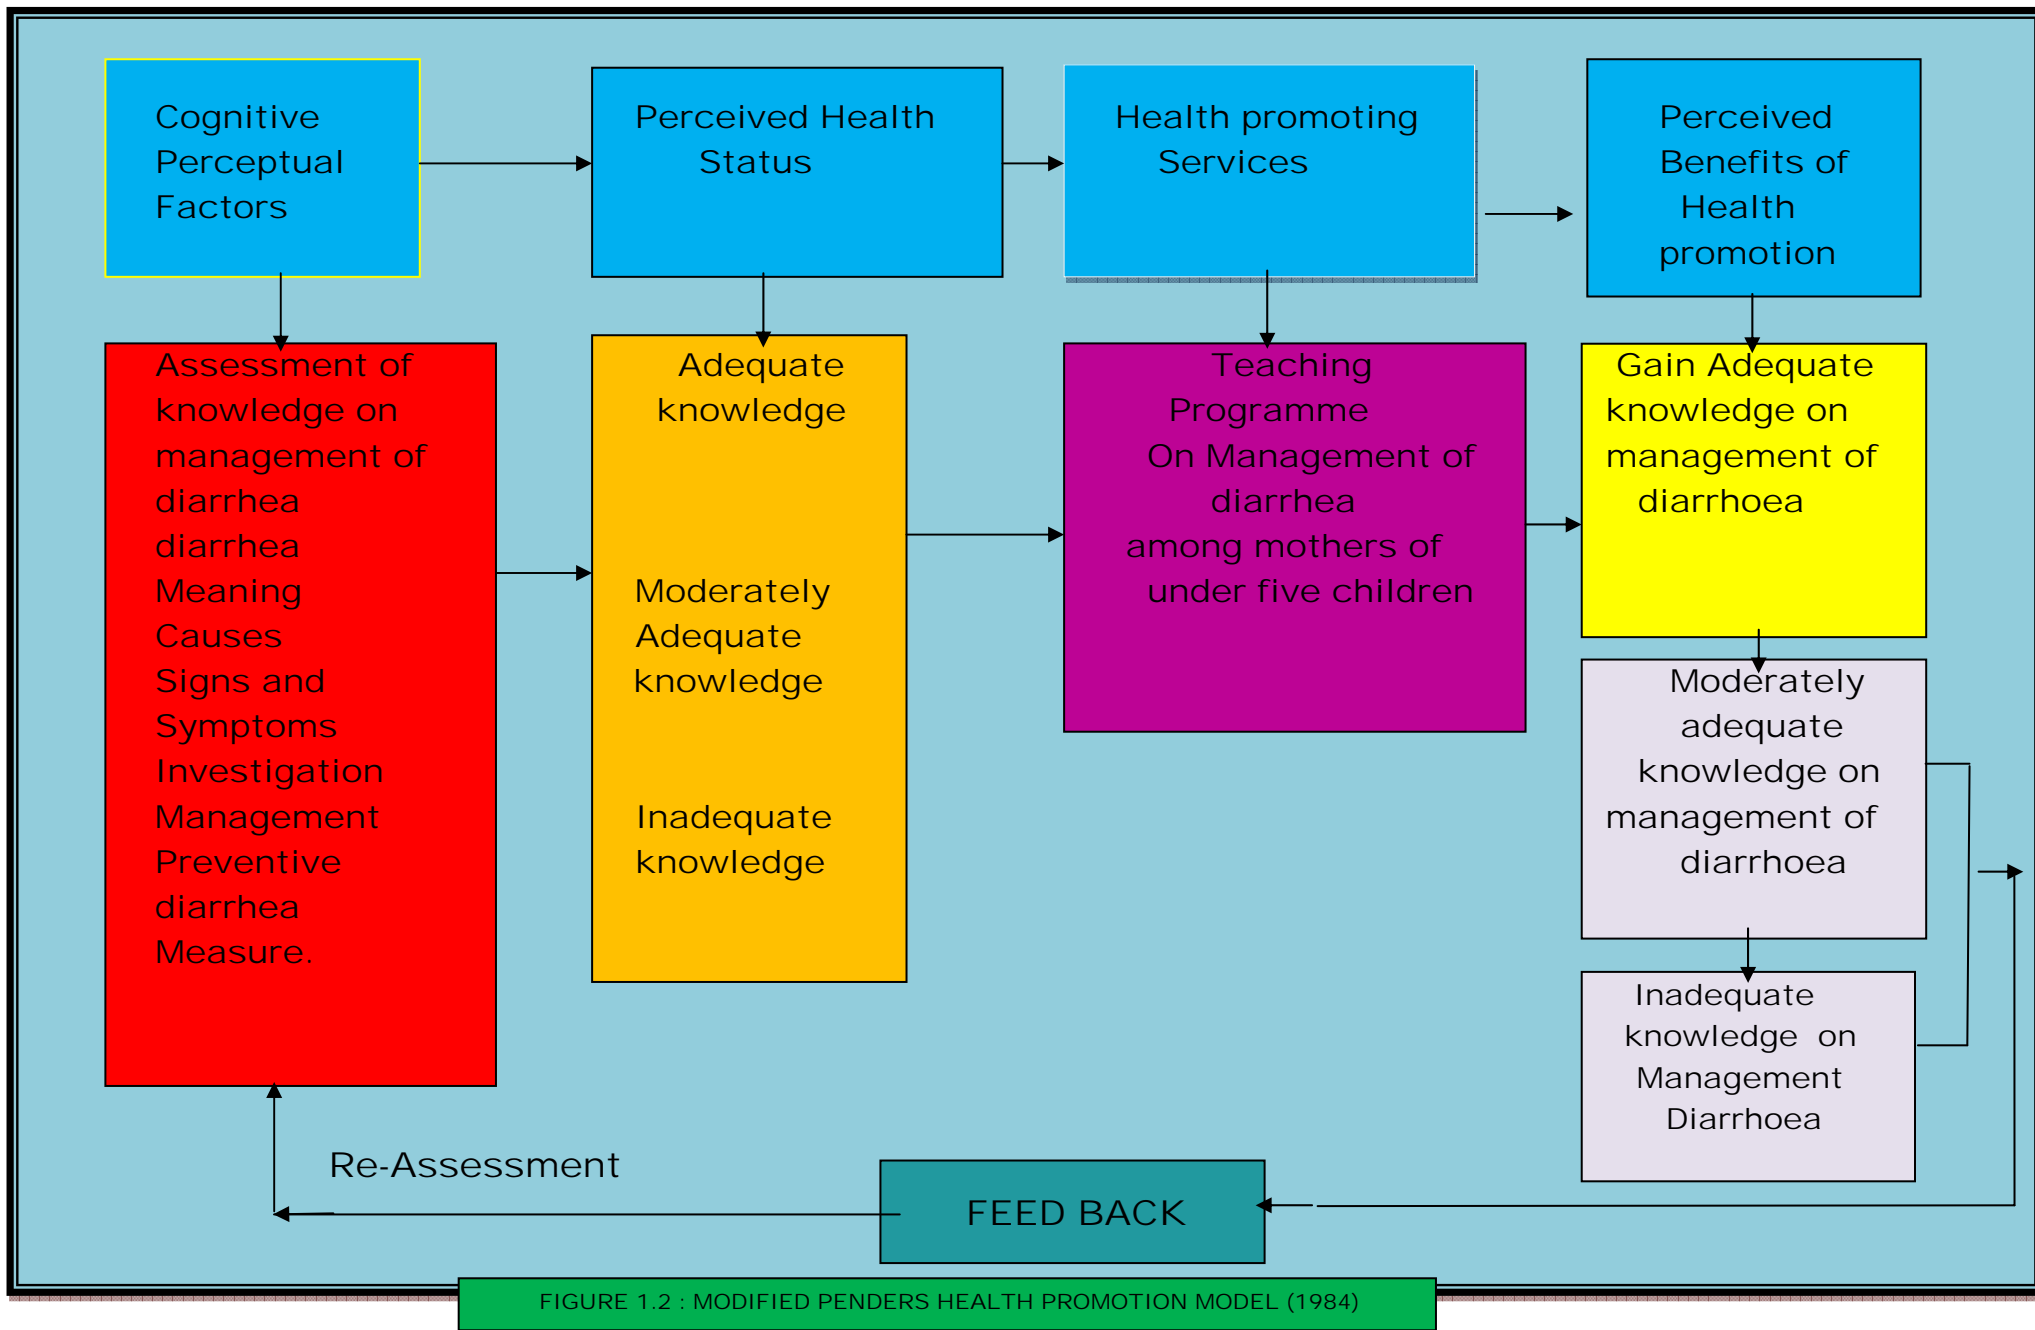 Cognitive
Perceptual
Factors
Perceived Health
Status
Health promoting
Services
Perceived
Benefits of
Health
promotion
Assessment of
knowledge on
management of
diarrhea
diarrhea
Meaning
Causes
Signs and
Symptoms
Investigation
Management
Preventive
diarrhea
Measure.
Adequate
knowledge
Moderately
Adequate
knowledge
Inadequate
knowledge
Teaching
Programme
On Management of
diarrhea
among mothers of
under five children
Gain Adequate
knowledge on
management of
diarrhoea
Moderately
adequate
knowledge on
management of
diarrhoea
Inadequate
knowledge on
Management
Diarrhoea
Re-Assessment
FEED BACK
FIGURE 1.2 : MODIFIED PENDERS HEALTH PROMOTION MODEL (1984)